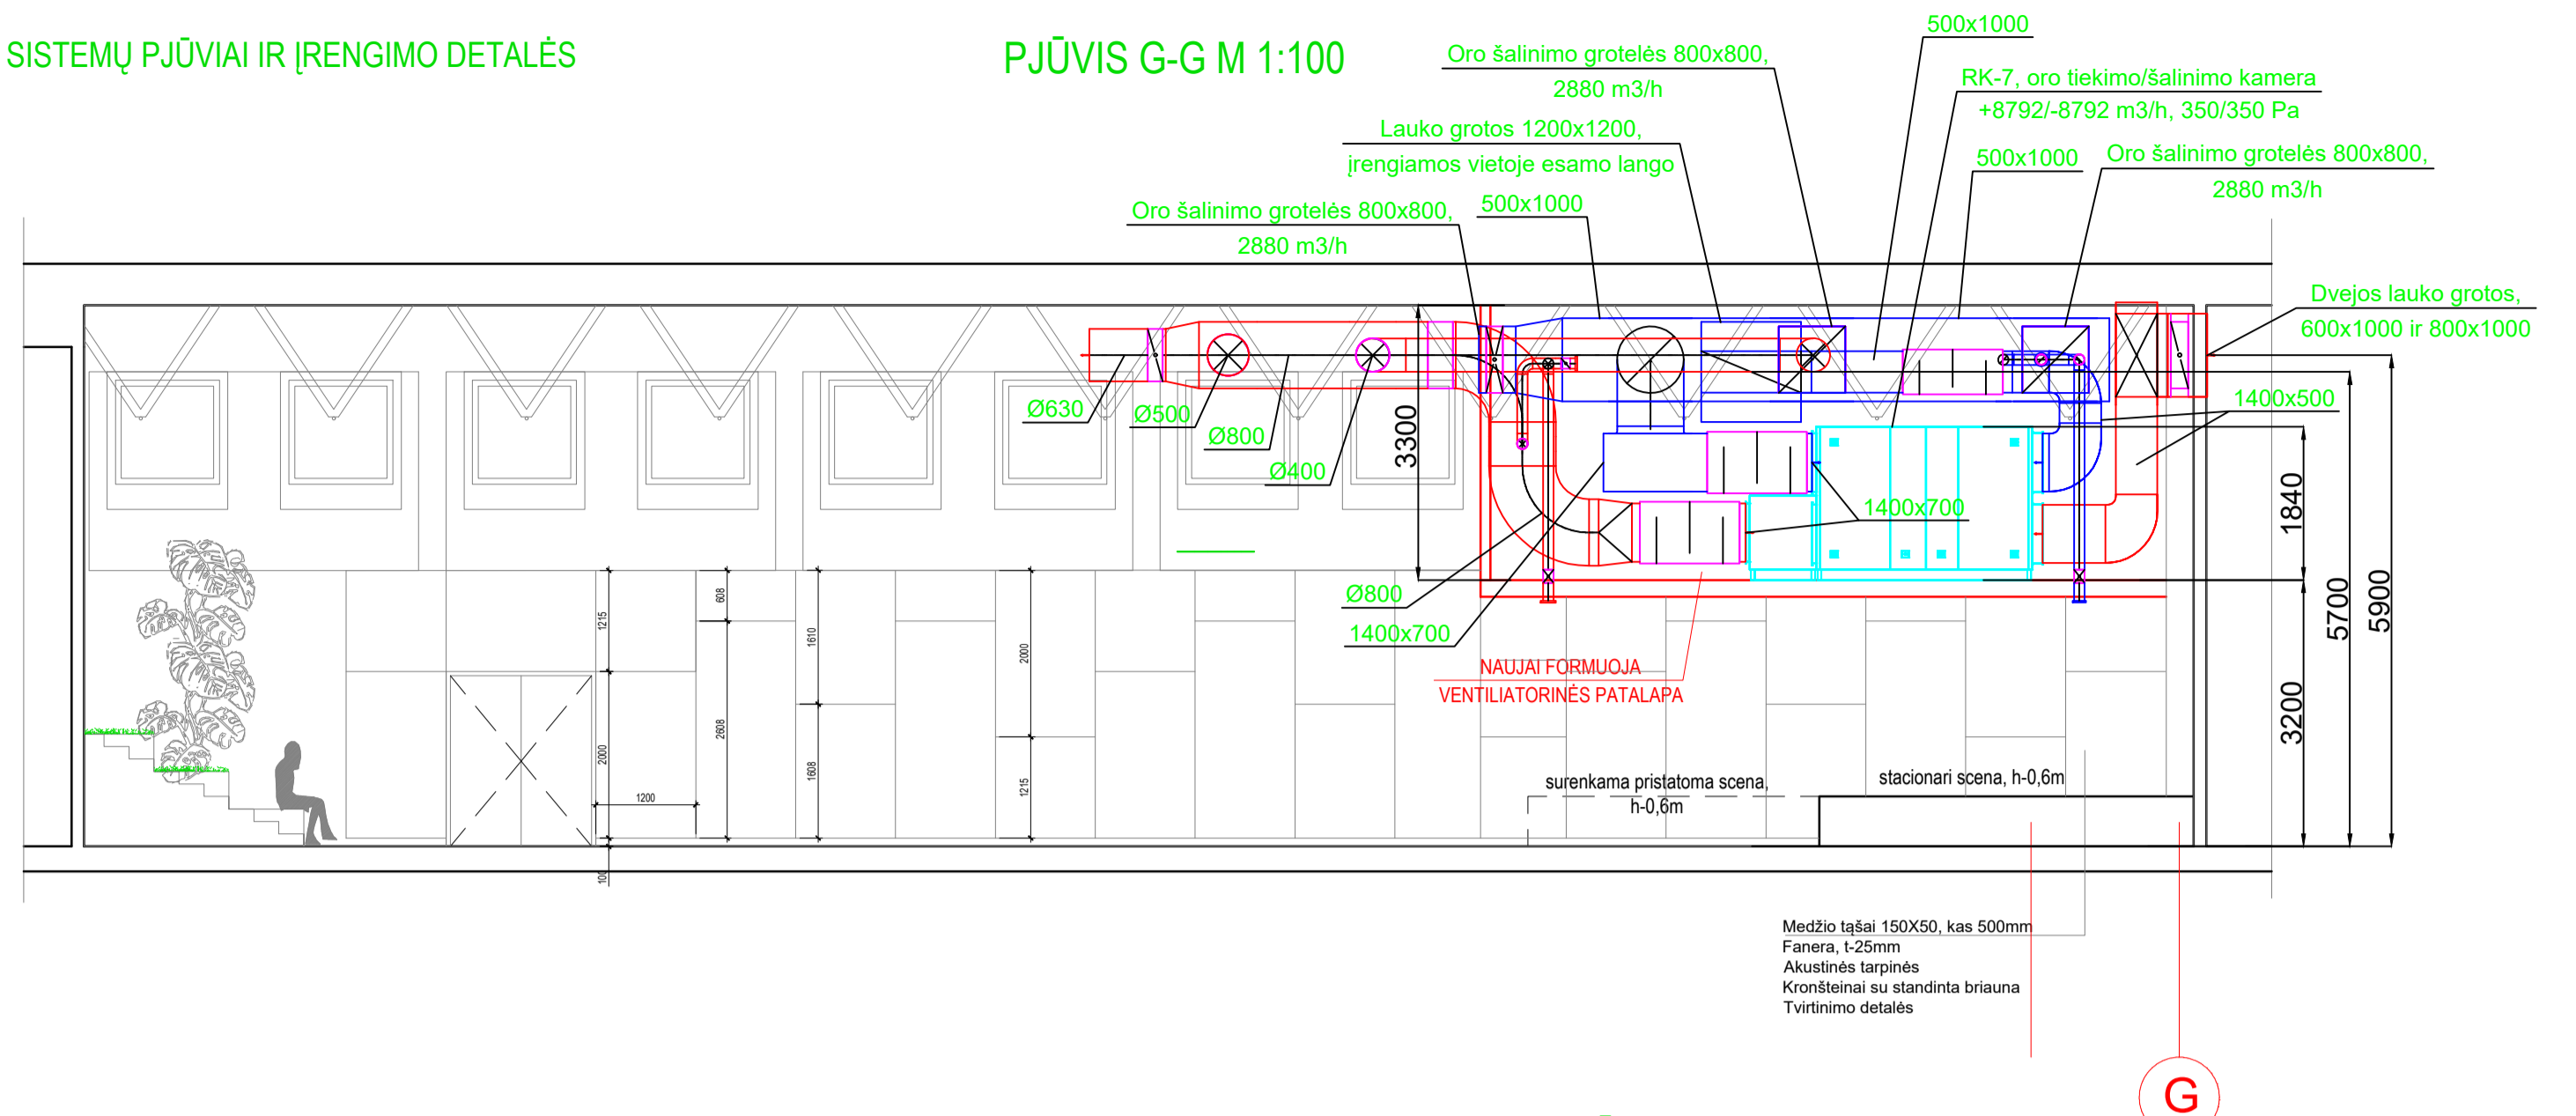 SISTEMŲ PJŪVIAI IR ĮRENGIMO DETALĖS
PJŪVIS G-G M 1:100
500x1000
Oro šalinimo grotelės 800x800,
2880 m3/h
RK-7, oro tiekimo/šalinimo kamera
+8792/-8792 m3/h, 350/350 Pa
Lauko grotos 1200x1200,
įrengiamos vietoje esamo lango
500x1000
Oro šalinimo grotelės 800x800,
2880 m3/h
Oro šalinimo grotelės 800x800,
2880 m3/h
500x1000
Dvejos lauko grotos,
600x1000 ir 800x1000
Ø630
Ø500
Ø800
Ø400
3300
1400x500
1400x700
1840
5700
5900
3200
Ø800
1400x700
NAUJAI FORMUOJA
VENTILIATORINĖS PATALAPA
1215
2000
100
1200
608
2608
1610
1608
2000
1215
surenkama pristatoma scena,
h-0,6m
stacionari scena, h-0,6m
Medžio tąšai 150X50, kas 500mm
Fanera, t-25mm
Akustinės tarpinės
Kronšteinai su standinta briauna
Tvirtinimo detalės
G